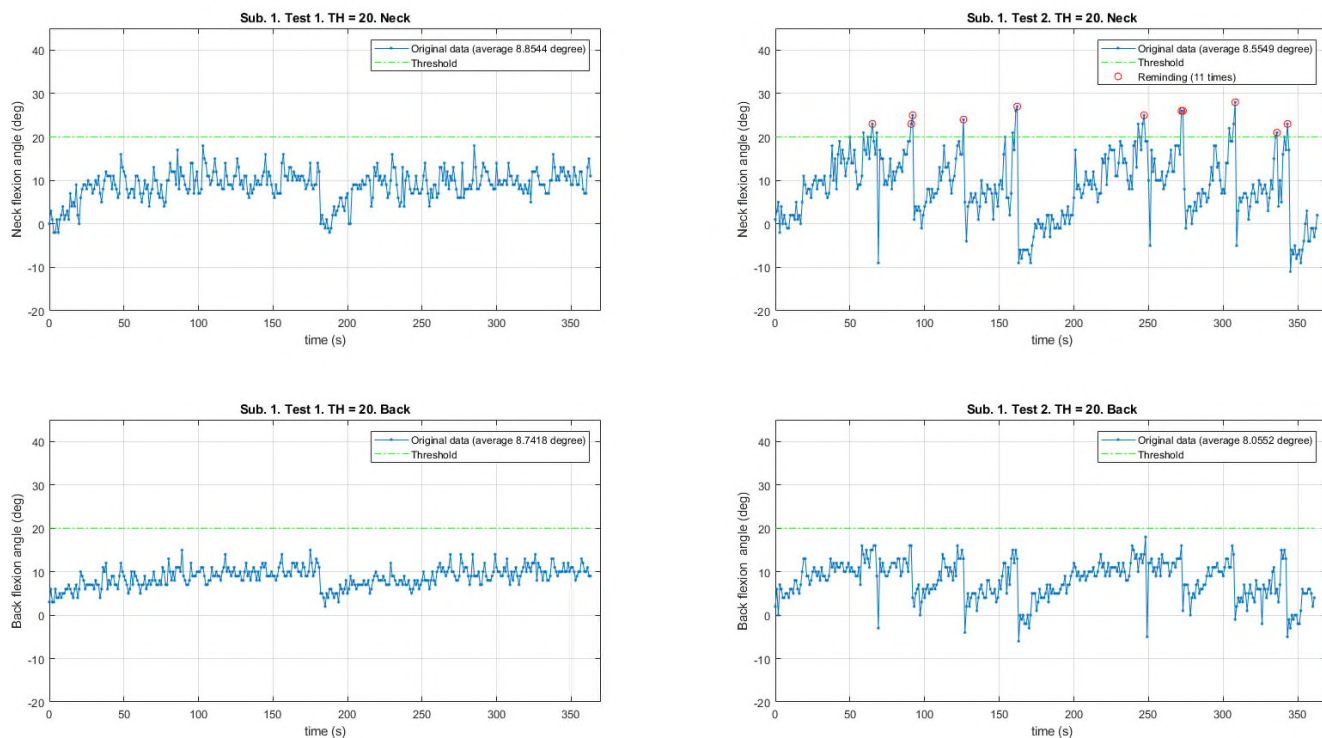 Sub. 1. Test 1. TH = 20. Neck
Original data (average 8.8544 degree)
Threshold
Neck flexion angle (deg)
40
30
20
10
0
-10
-20
0 50 100 150 200 250 300 350
time (s)
Sub. 1. Test 2. TH = 20. Neck
Original data (average 8.5549 degree)
Threshold
Reminding (11 times)
Neck flexion angle (deg)
40
30
20
10
0
-10
-20
0 50 100 150 200 250 300 350
time (s)
Sub. 1. Test 1. TH = 20. Back
Original data (average 8.7418 degree)
Threshold
Back flexion angle (deg)
40
30
20
10
0
-10
-20
0 50 100 150 200 250 300 350
time (s)
Sub. 1. Test 2. TH = 20. Back
Original data (average 8.0552 degree)
Threshold
Back flexion angle (deg)
40
30
20
10
0
-10
-20
0 50 100 150 200 250 300 350
time (s)